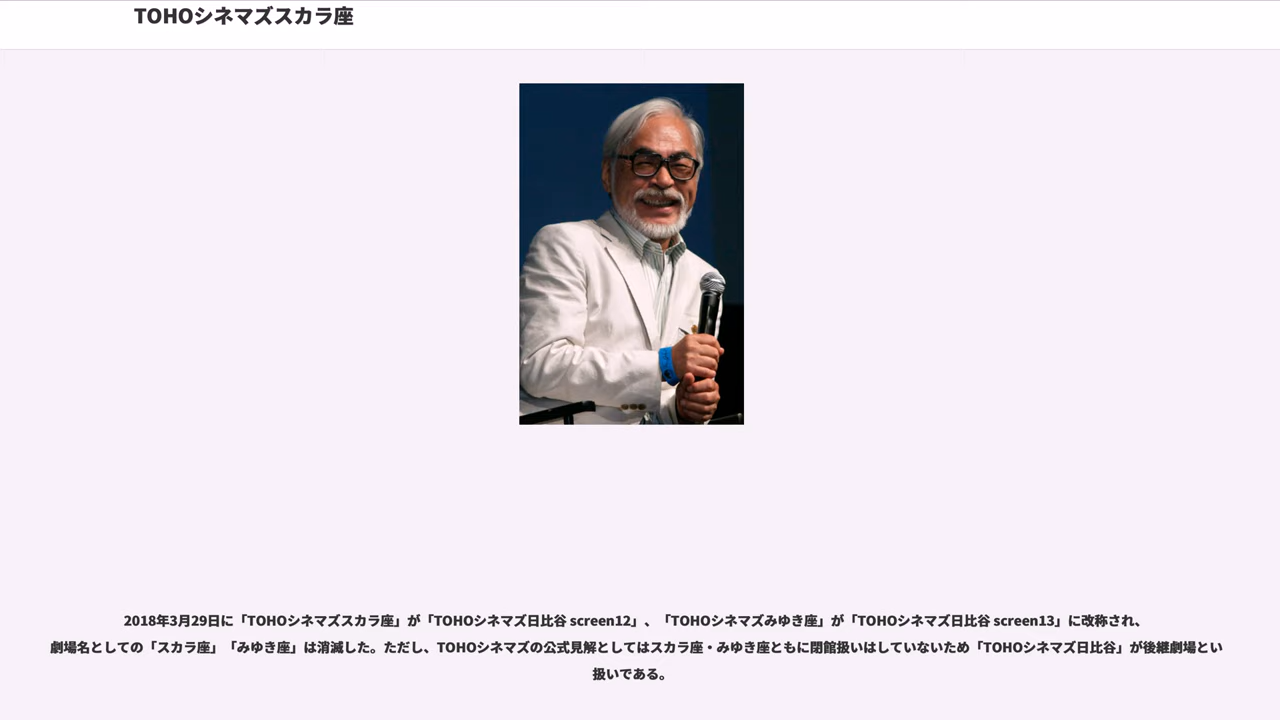 TOHOシネマズスカラ座
2018年3月29日に「TOHOシネマズスカラ座」が「TOHOシネマズ日比谷 screen12」、「TOHOシネマズみゆき座」が「TOHOシネマズ日比谷 screen13」に改称され、
劇場名としての「スカラ座」「みゆき座」は消滅した。ただし、TOHOシネマズの公式見解としてはスカラ座・みゆき座ともに閉館扱いはしていないため「TOHOシネマズ日比谷」が後継劇場とい
扱いである。